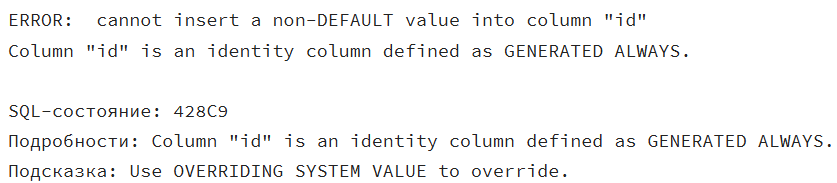 ERROR:  cannot insert a non-DEFAULT value into column "id"
Column "id" is an identity column defined as GENERATED ALWAYS.
SQL-состояние: 428C9
Подробности: Column "id" is an identity column defined as GENERATED ALWAYS.
Подсказка: Use OVERRIDING SYSTEM VALUE to override.